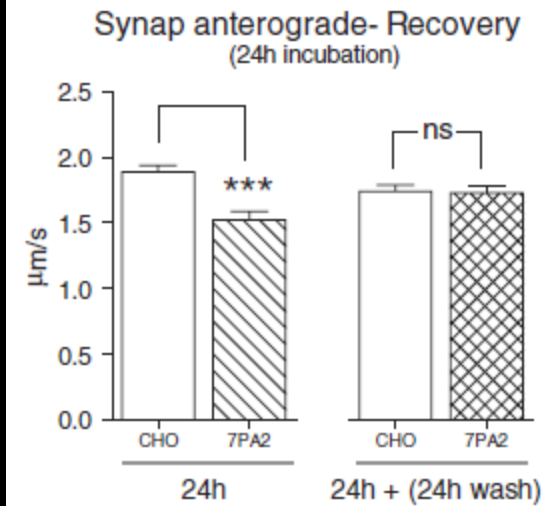 Synap anterograde- Recovery
(24h incubation)
2.5
2.0
1.5
1.0
0.5
0.0
μm/s
***
ns
CHO 7PA2 CHO 7PA2
24h 24h + (24h wash)